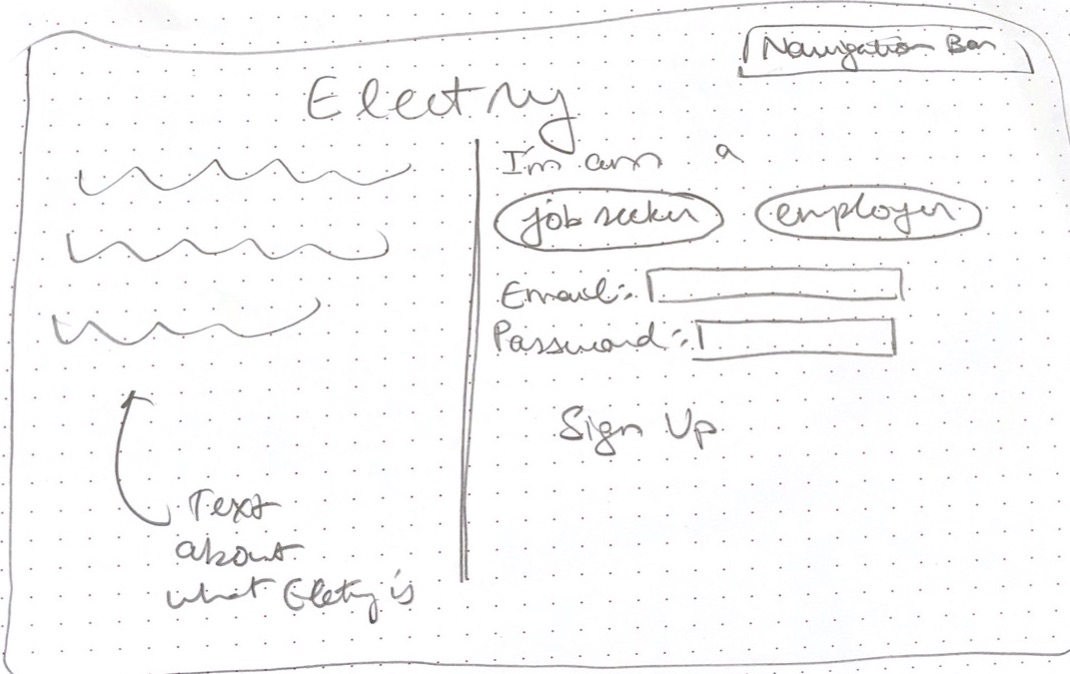 Navigation Bar
Electry
I'm am a
job seeker
employer
Email:
Password:
Sign Up
Text
about
what Eletry is